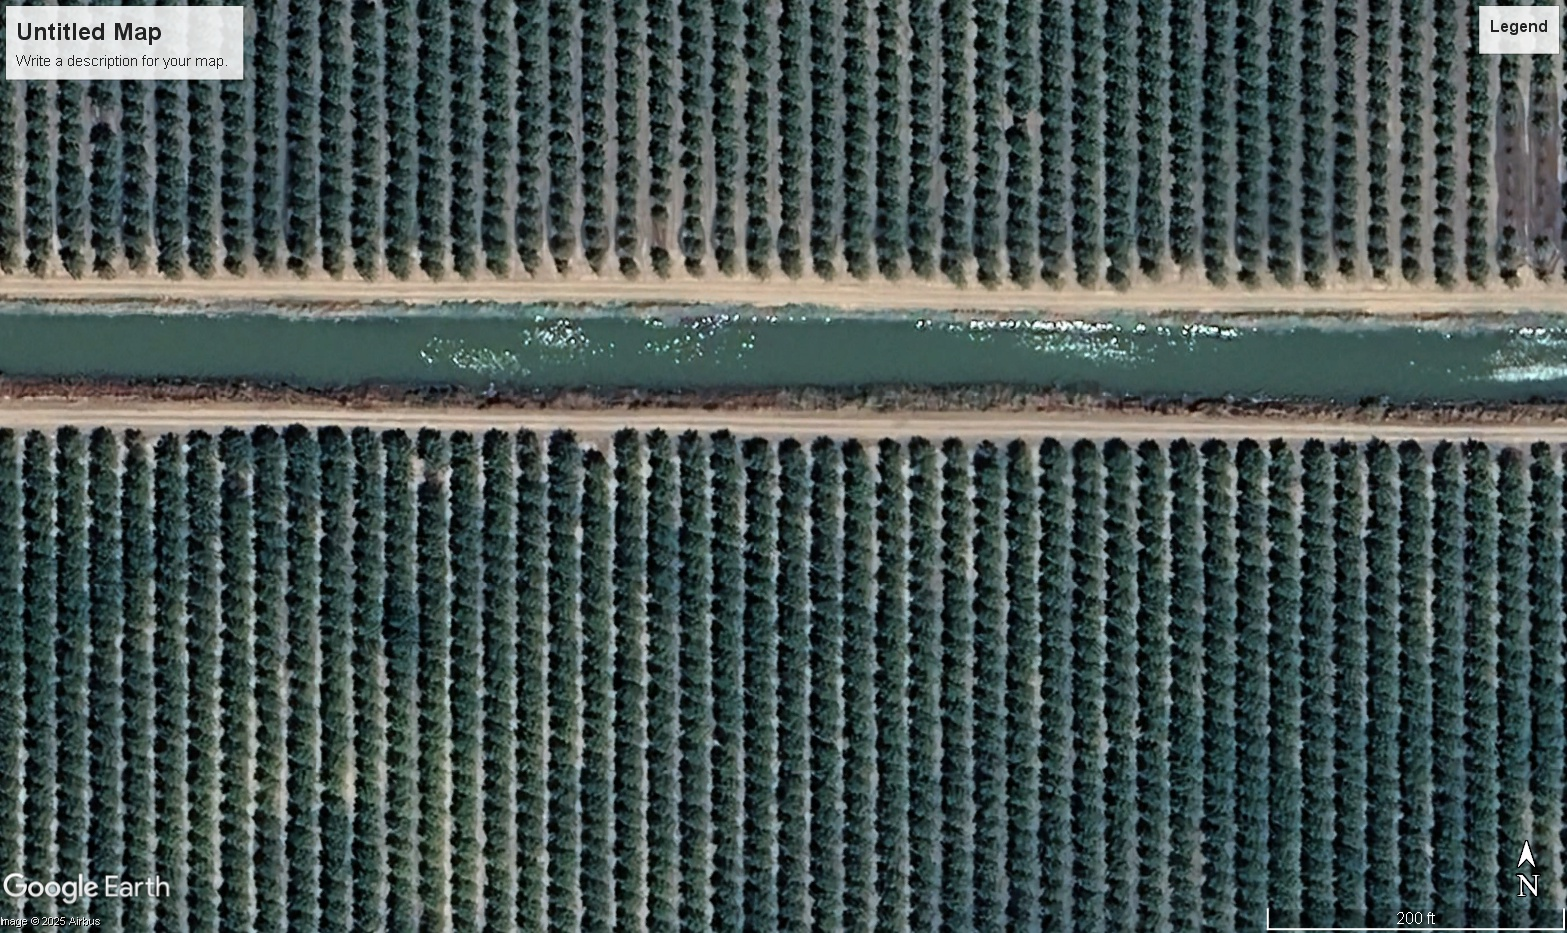 Untitled Map
Write a description for your map.
Legend
N
Google Earth
200 ft
Image © 2025 Airbus